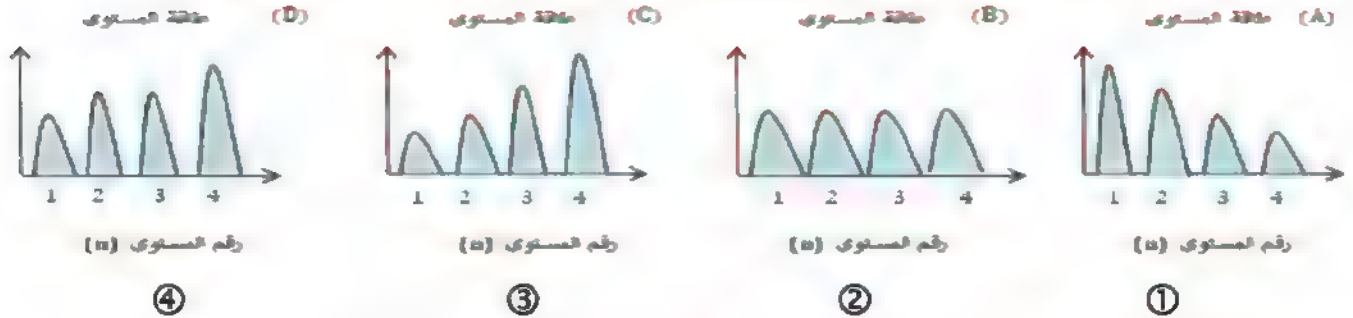 (A) طاقة المستوى
(B) طاقة المستوى
(C) طاقة المستوى
(D) طاقة المستوى
1 2 3 4
1 2 3 4
1 2 3 4
1 2 3 4
رقم المستوى (n)
رقم المستوى (n)
رقم المستوى (n)
رقم المستوى (n)
①
②
③
④